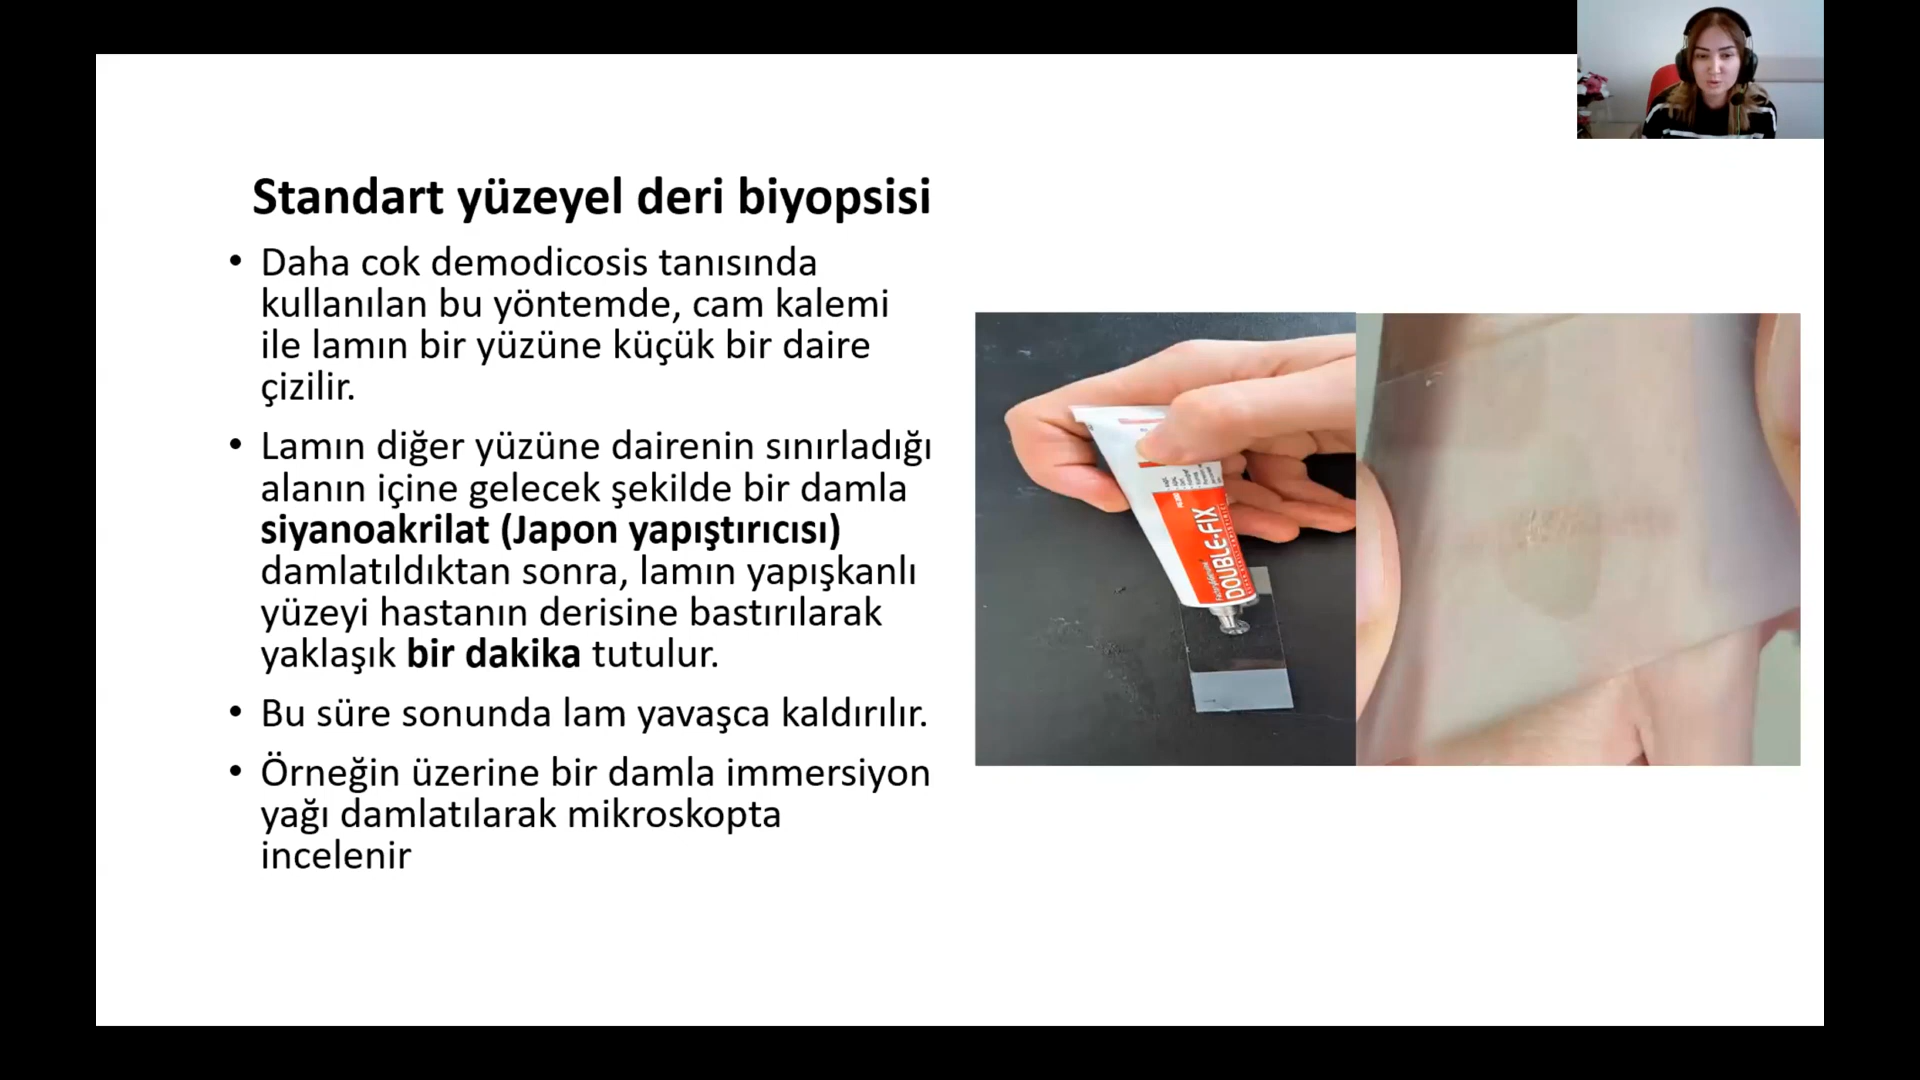 Standart yüzeyel deri biyopsisi
• Daha cok demodicosis tanısında
kullanılan bu yöntemde, cam kalemi
ile lamın bir yüzüne küçük bir daire
çizilir.
• Lamın diğer yüzüne dairenin sınırladığı
alanın içine gelecek şekilde bir damla
siyanoakrilat (Japon yapıştırıcısı)
damlatıldıktan sonra, lamın yapışkanlı
yüzeyi hastanın derisine bastırılarak
yaklaşık bir dakika tutulur.
• Bu süre sonunda lam yavaşca kaldırılır.
• Örneğin üzerine bir damla immersiyon
yağı damlatılarak mikroskopta
incelenir
DOUBLE-FIX